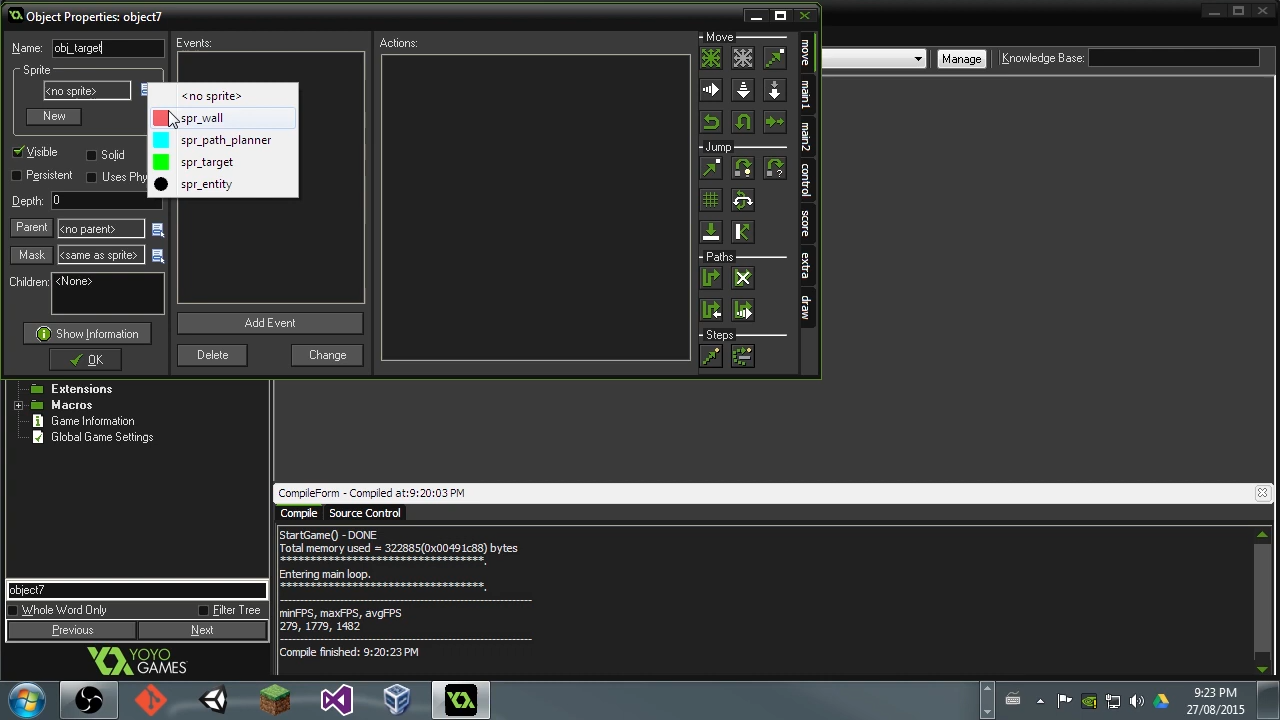 Object Properties: object7
Name: obj_target
Sprite
<no sprite>
New
Visible
Solid
Persistent
Uses Phy
Depth: 0
Parent <no parent>
Mask <same as sprite>
Children: <None>
Show Information
OK
<no sprite>
spr_wall
spr_path_planner
spr_target
spr_entity
Events:
Add Event
Delete
Change
Actions:
Move
Jump
Paths
Steps
move
main1
main2
control
score
extra
draw
Manage
Knowledge Base:
Extensions
Macros
Game Information
Global Game Settings
object7
Whole Word Only
Filter Tree
Previous
Next
YOYO
GAMES™
CompileForm - Compiled at:9:20:03 PM
Compile
Source Control
StartGame() - DONE
Total memory used = 322885(0x00491c88) bytes
**********************************.
Entering main loop.
**********************************.
minFPS, maxFPS, avgFPS
279, 1779, 1482
Compile finished: 9:20:23 PM
9:23 PM
27/08/2015